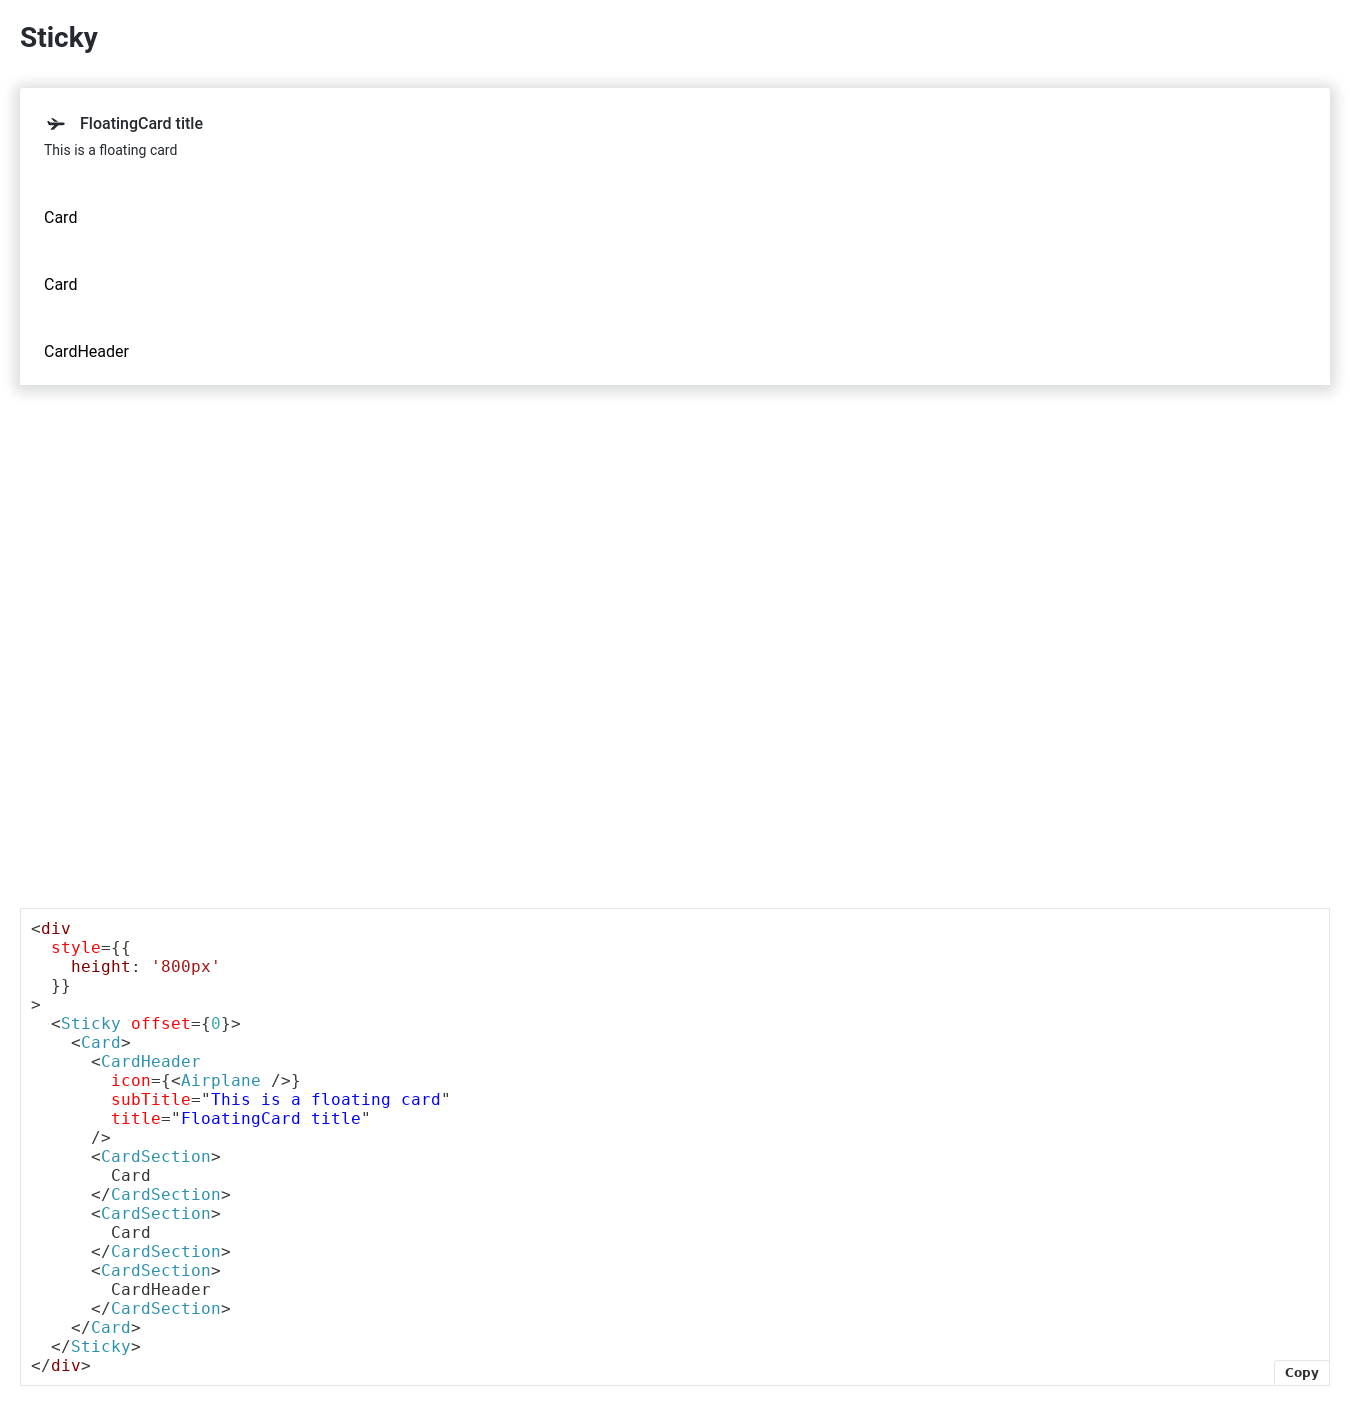 Sticky
FloatingCard title
This is a floating card
Card
Card
CardHeader
<div
  style={{
    height: '800px'
  }}
>
  <Sticky offset={0}>
    <Card>
      <CardHeader
        icon={<Airplane />}
        subTitle="This is a floating card"
        title="FloatingCard title"
      />
      <CardSection>
        Card
      </CardSection>
      <CardSection>
        Card
      </CardSection>
      <CardSection>
        CardHeader
      </CardSection>
    </Card>
  </Sticky>
</div>
Copy